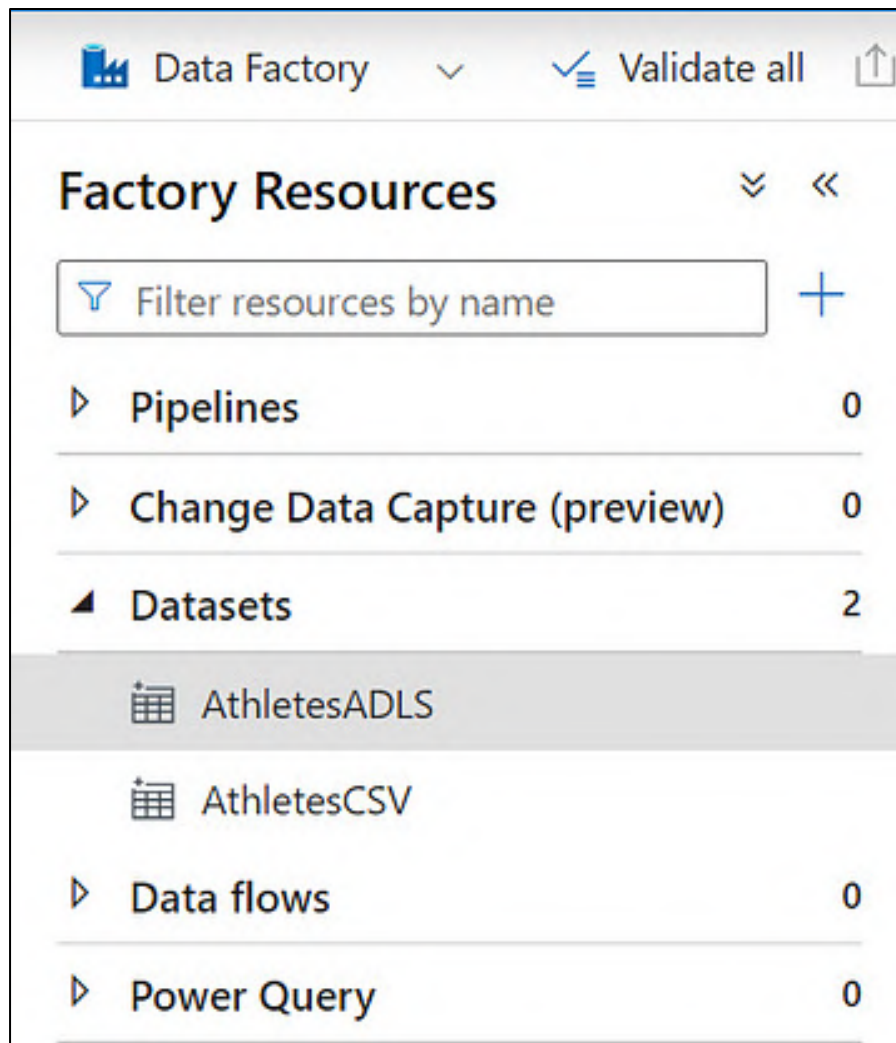 Data Factory Validate all
Factory Resources
Filter resources by name
Pipelines 0
Change Data Capture (preview) 0
Datasets 2
AthletesADLS
AthletesCSV
Data flows 0
Power Query 0